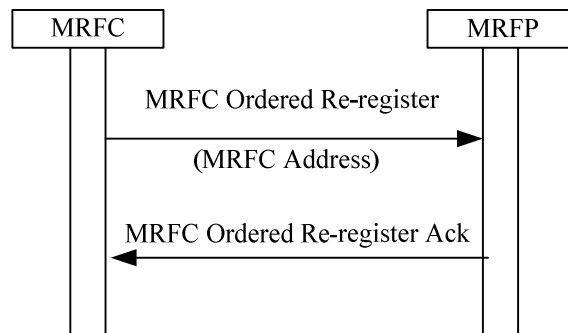 MRFC
MRFP
MRFC Ordered Re-register
(MRFC Address)
MRFC Ordered Re-register Ack